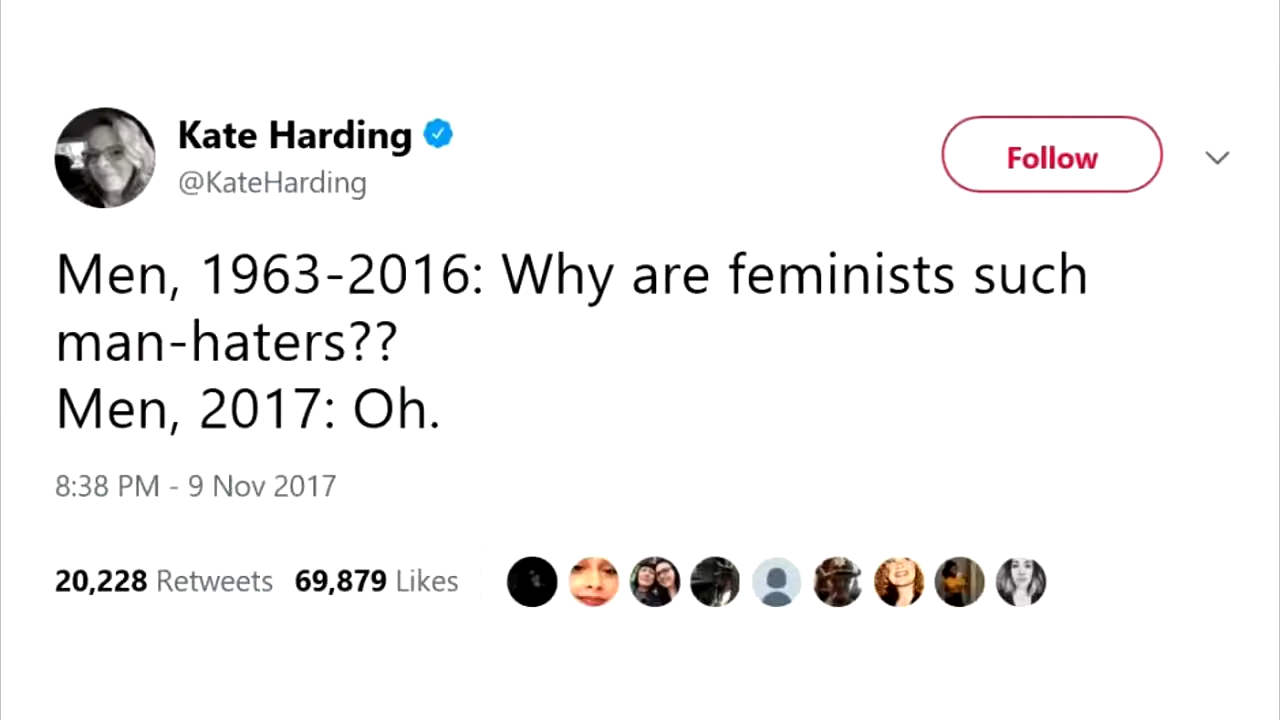 Kate Harding
@KateHarding
Follow
Men, 1963-2016: Why are feminists such
man-haters??
Men, 2017: Oh.
8:38 PM - 9 Nov 2017
20,228 Retweets 69,879 Likes